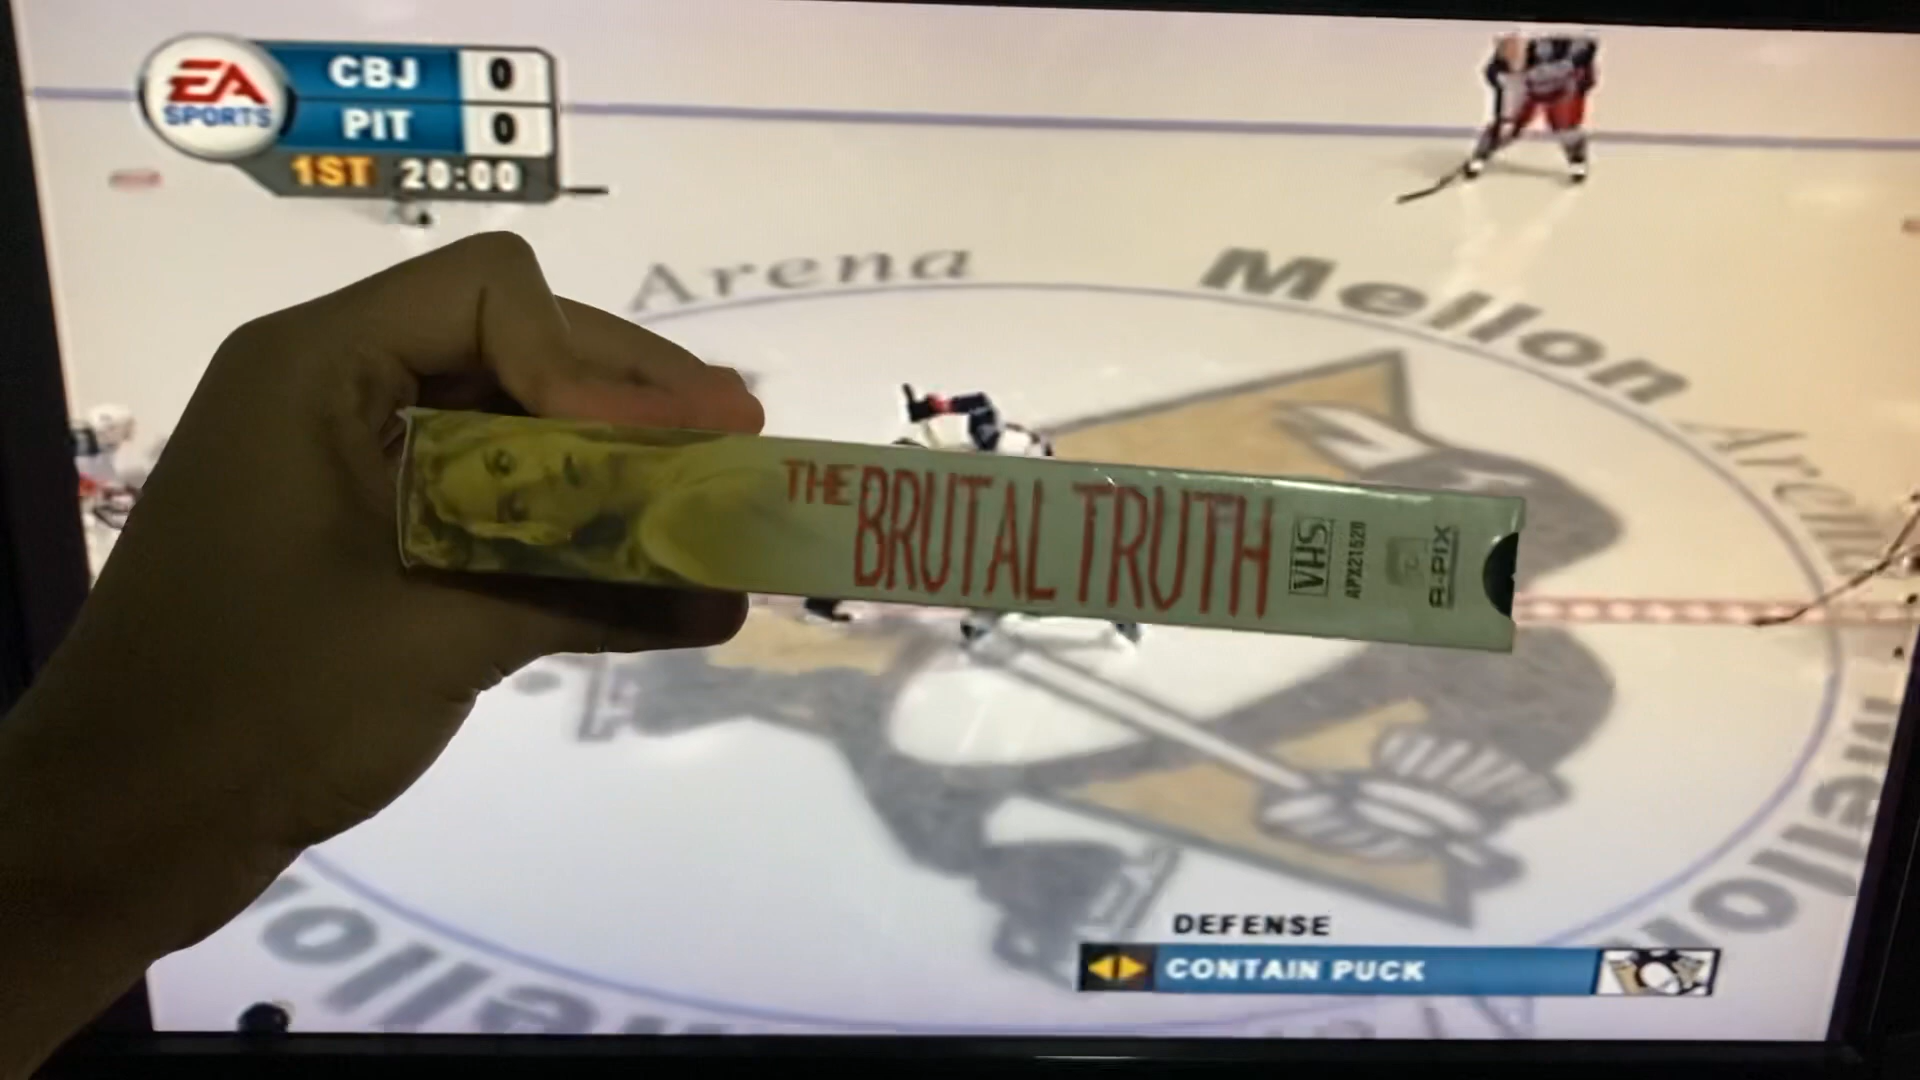 EA
SPORTS
CBJ 0
PIT 0
1ST 20:00
Arena
Mellon
Arena
THE BRUTAL TRUTH
VHS
APX21520
A-PIX
Mellon
Mellon
DEFENSE
CONTAIN PUCK